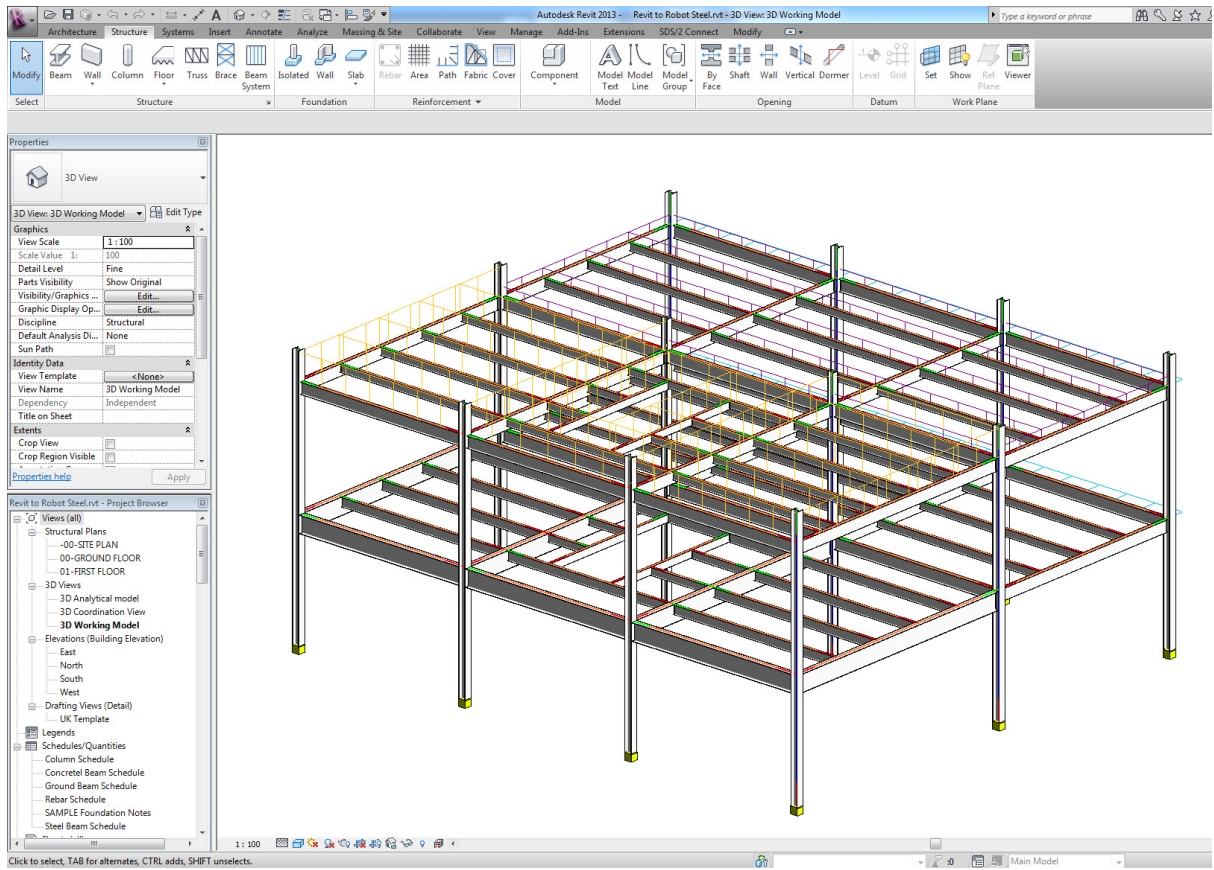 Autodesk Revit 2013 - Revit to Robot Steel.rvt - 3D View: 3D Working Model
Type a keyword or phrase
Architecture Structure Systems Insert Annotate Analyze Massing & Site Collaborate View Manage Add-Ins Extensions SDS/2 Connect Modify
Modify Beam Wall Column Floor Truss Brace Beam System Isolated Wall Slab Rebar Area Path Fabric Cover Component Model Text Model Line Model Group By Face Shaft Wall Vertical Dormer Level Grid Set Show Ref Plane Viewer
Select Structure Foundation Reinforcement Model Opening Datum Work Plane
Properties
3D View
3D View: 3D Working Model Edit Type
Graphics
View Scale 1 : 100
Scale Value 1: 100
Detail Level Fine
Parts Visibility Show Original
Visibility/Graphics ... Edit...
Graphic Display Op... Edit...
Discipline Structural
Default Analysis Di... None
Sun Path
Identity Data
View Template <None>
View Name 3D Working Model
Dependency Independent
Title on Sheet
Extents
Crop View
Crop Region Visible
Properties help Apply
Revit to Robot Steel.rvt - Project Browser
Views (all)
Structural Plans
-00-SITE PLAN
00-GROUND FLOOR
01-FIRST FLOOR
3D Views
3D Analytical model
3D Coordination View
3D Working Model
Elevations (Building Elevation)
East
North
South
West
Drafting Views (Detail)
UK Template
Legends
Schedules/Quantities
Column Schedule
Concretel Beam Schedule
Ground Beam Schedule
Rebar Schedule
SAMPLE Foundation Notes
Steel Beam Schedule
1 : 100
Click to select, TAB for alternates, CTRL adds, SHIFT unselects.
:0 Main Model